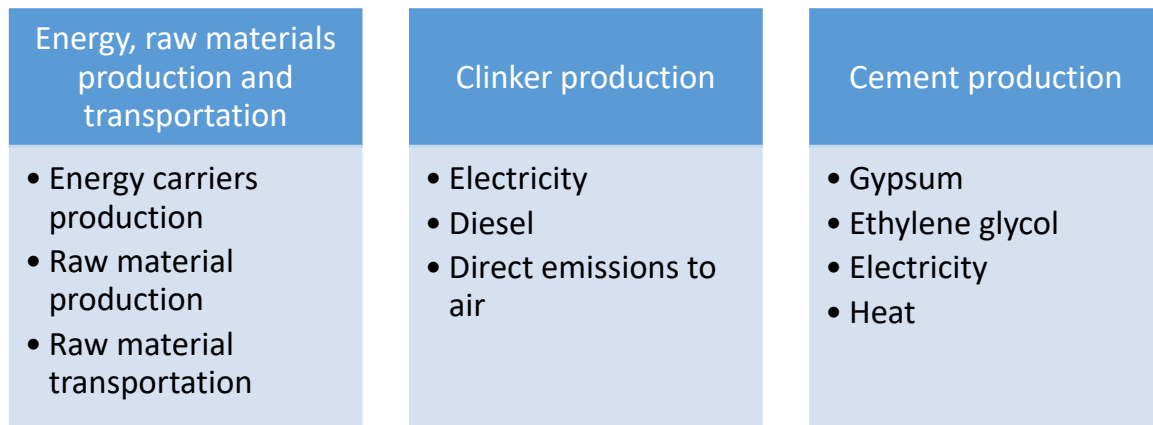 Energy, raw materials
production and
transportation
• Energy carriers
production
• Raw material
production
• Raw material
transportation
Clinker production
• Electricity
• Diesel
• Direct emissions to
air
Cement production
• Gypsum
• Ethylene glycol
• Electricity
• Heat